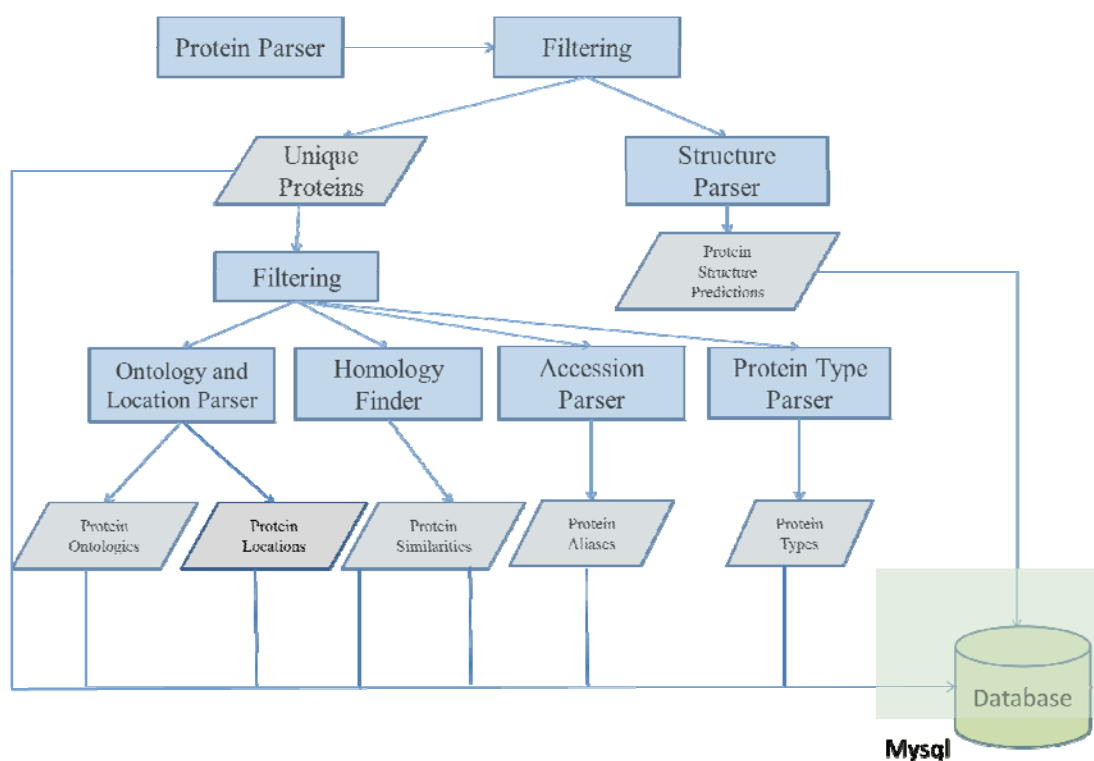 Protein Parser
Filtering
Unique
Proteins
Structure
Parser
Protein
Structure
Predictions
Filtering
Ontology and
Location Parser
Homology
Finder
Accession
Parser
Protein Type
Parser
Protein
Ontologies
Protein
Locations
Protein
Similarities
Protein
Aliases
Protein
Types
Database
Mysql